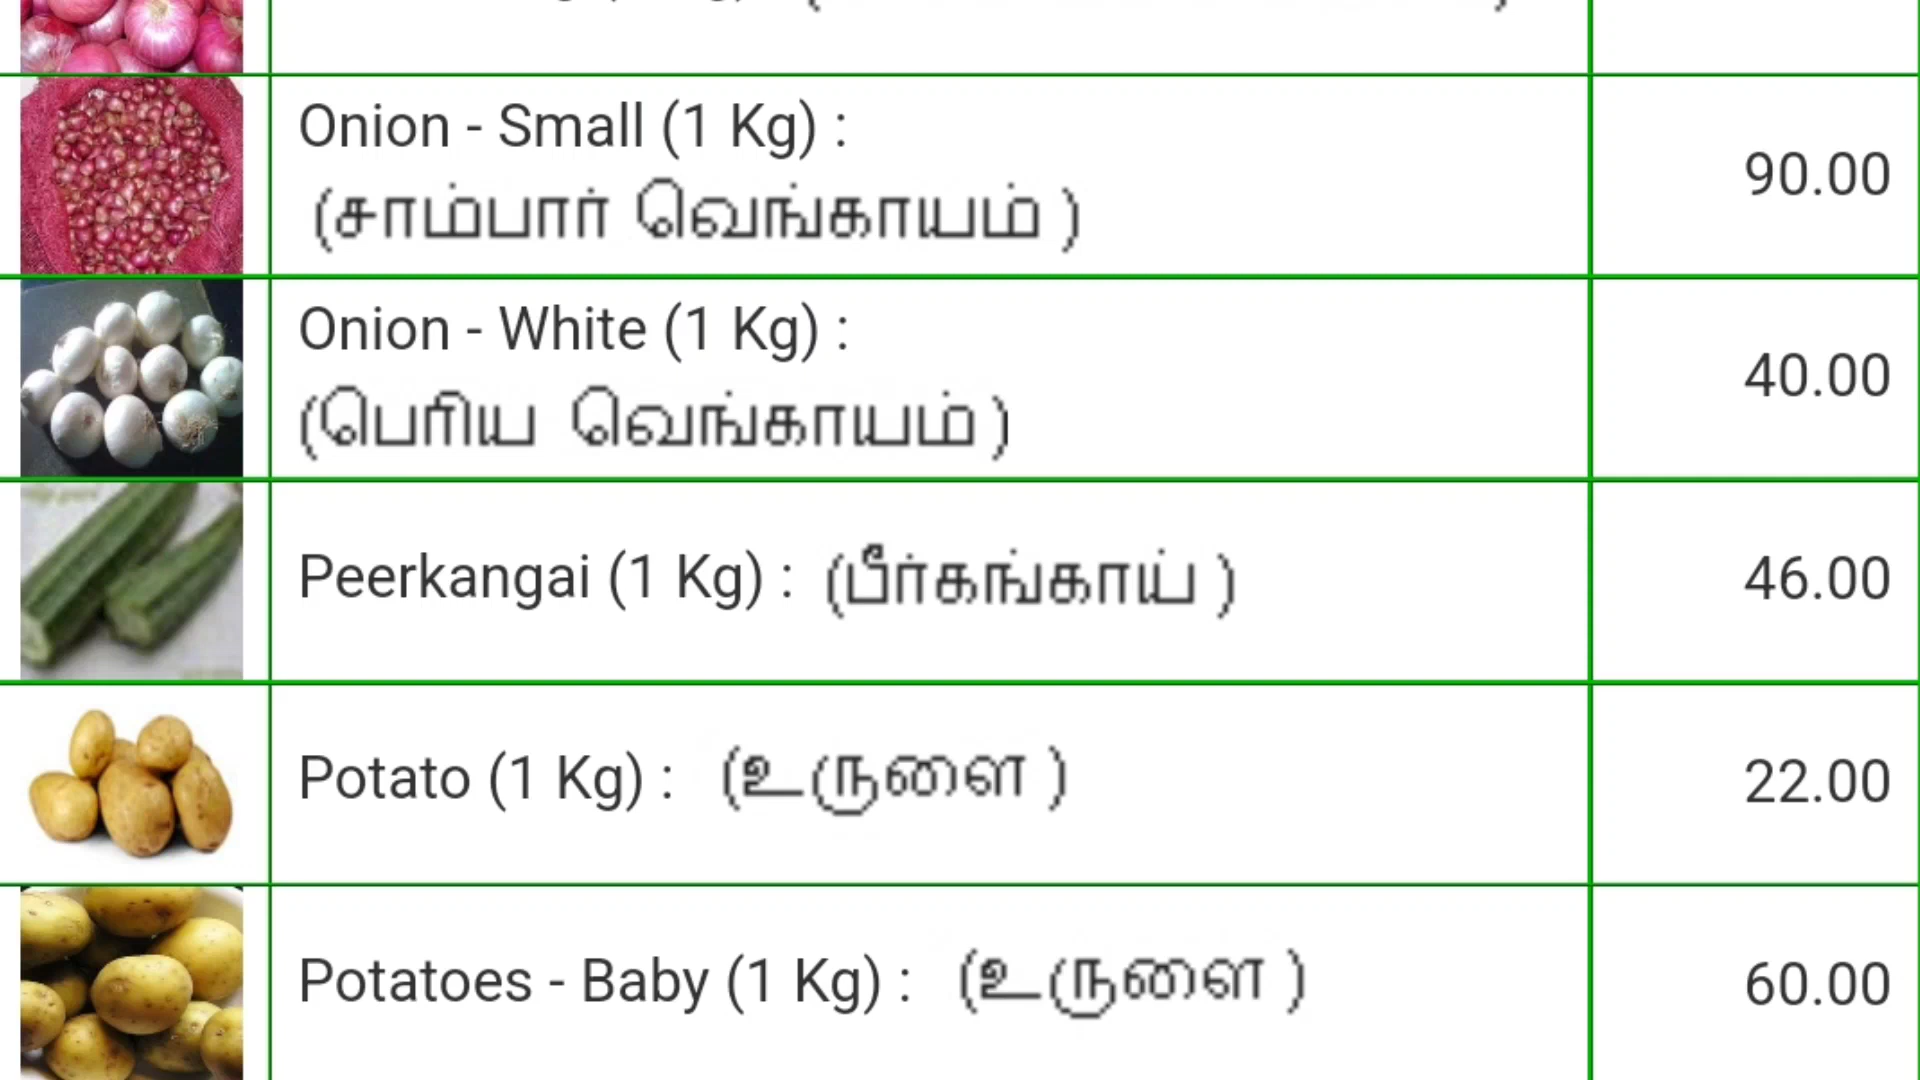 Onion - Small (1 Kg) :
(சாம்பார் வெங்காயம் )
90.00
Onion - White (1 Kg) :
(பெரிய வெங்காயம் )
40.00
Peerkangai (1 Kg) : (பீர்கங்காய் )
46.00
Potato (1 Kg) : (உருளை )
22.00
Potatoes - Baby (1 Kg) : (உருளை )
60.00